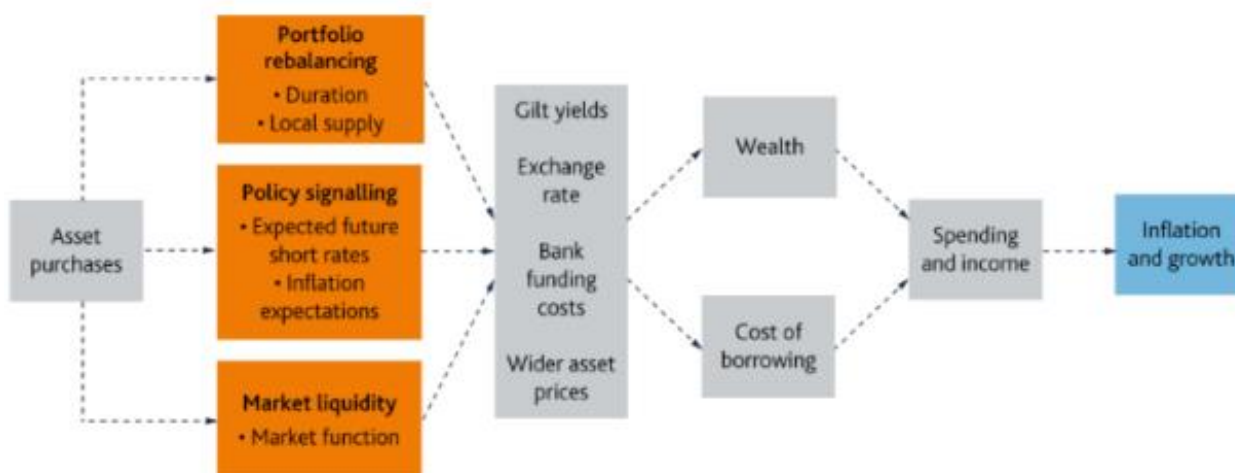 Portfolio
rebalancing
• Duration
• Local supply
Asset
purchases
Policy signalling
• Expected future
short rates
• Inflation
expectations
Market liquidity
• Market function
Gilt yields
Exchange
rate
Bank
funding
costs
Wider asset
prices
Wealth
Cost of
borrowing
Spending
and income
Inflation
and growth